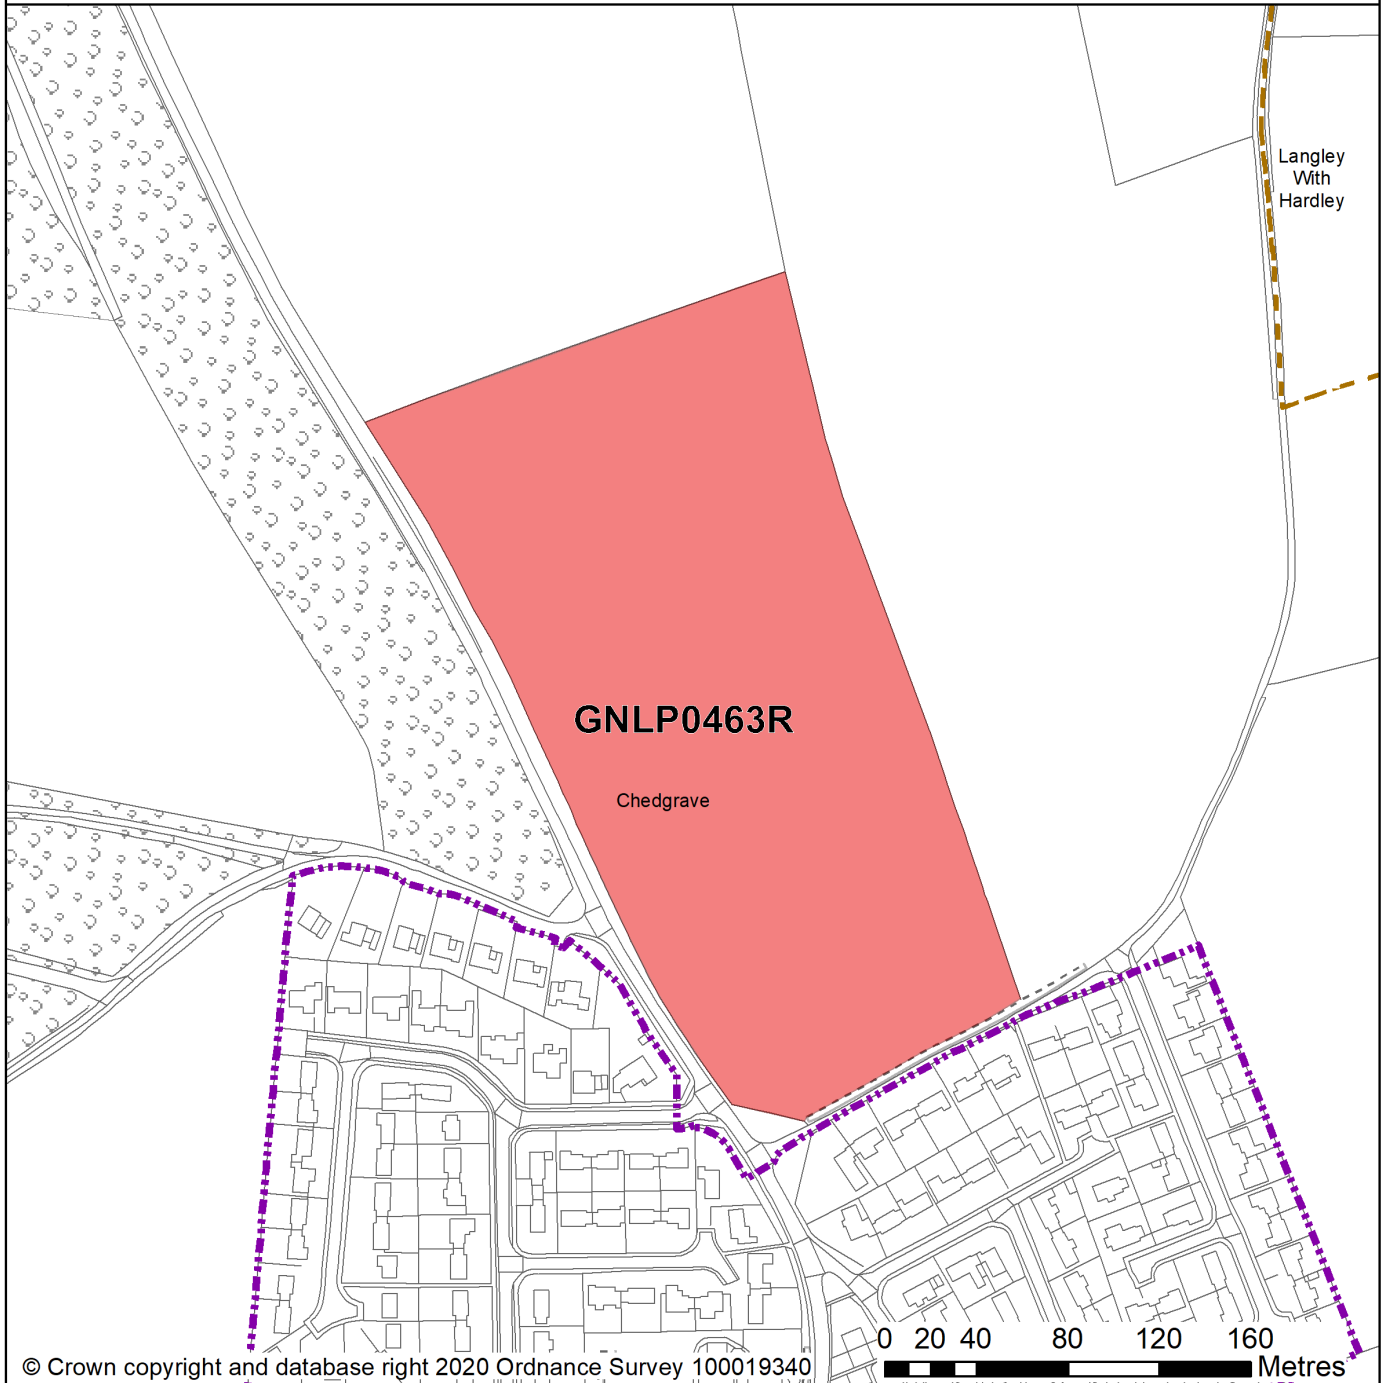 Langley
With
Hardley
GNLP0463R
Chedgrave
0 20 40 80 120 160
Metres
© Crown copyright and database right 2020 Ordnance Survey 100019340